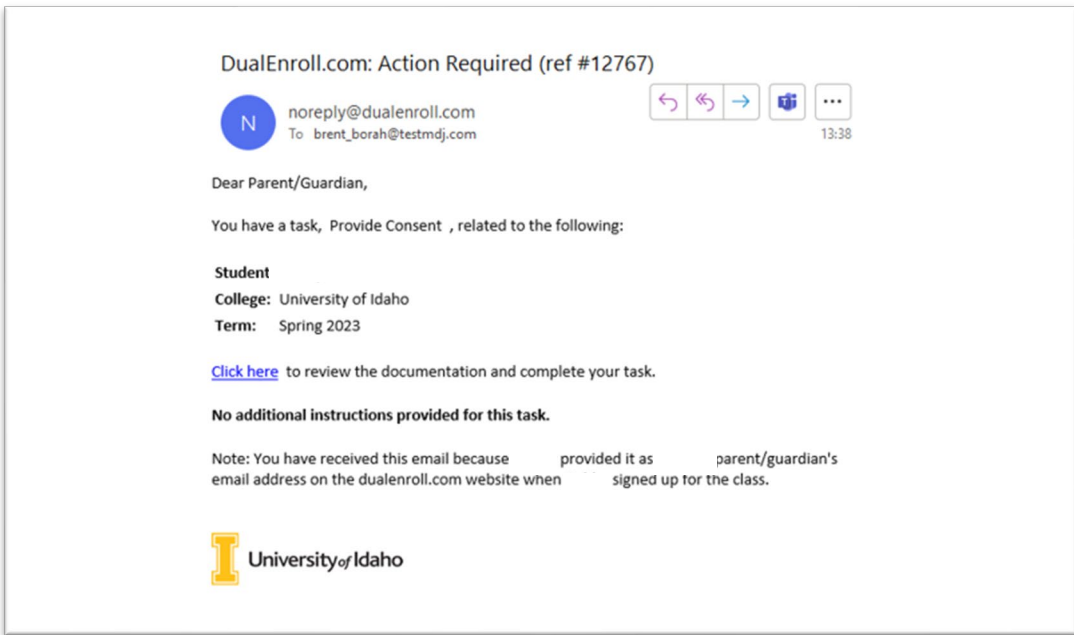 DualEnroll.com: Action Required (ref #12767)
N
noreply@dualenroll.com
To brent_borah@testmdj.com
13:38
Dear Parent/Guardian,
You have a task, Provide Consent , related to the following:
Student
College: University of Idaho
Term: Spring 2023
Click here to review the documentation and complete your task.
No additional instructions provided for this task.
Note: You have received this email because provided it as parent/guardian's
email address on the dualenroll.com website when signed up for the class.
I University of Idaho